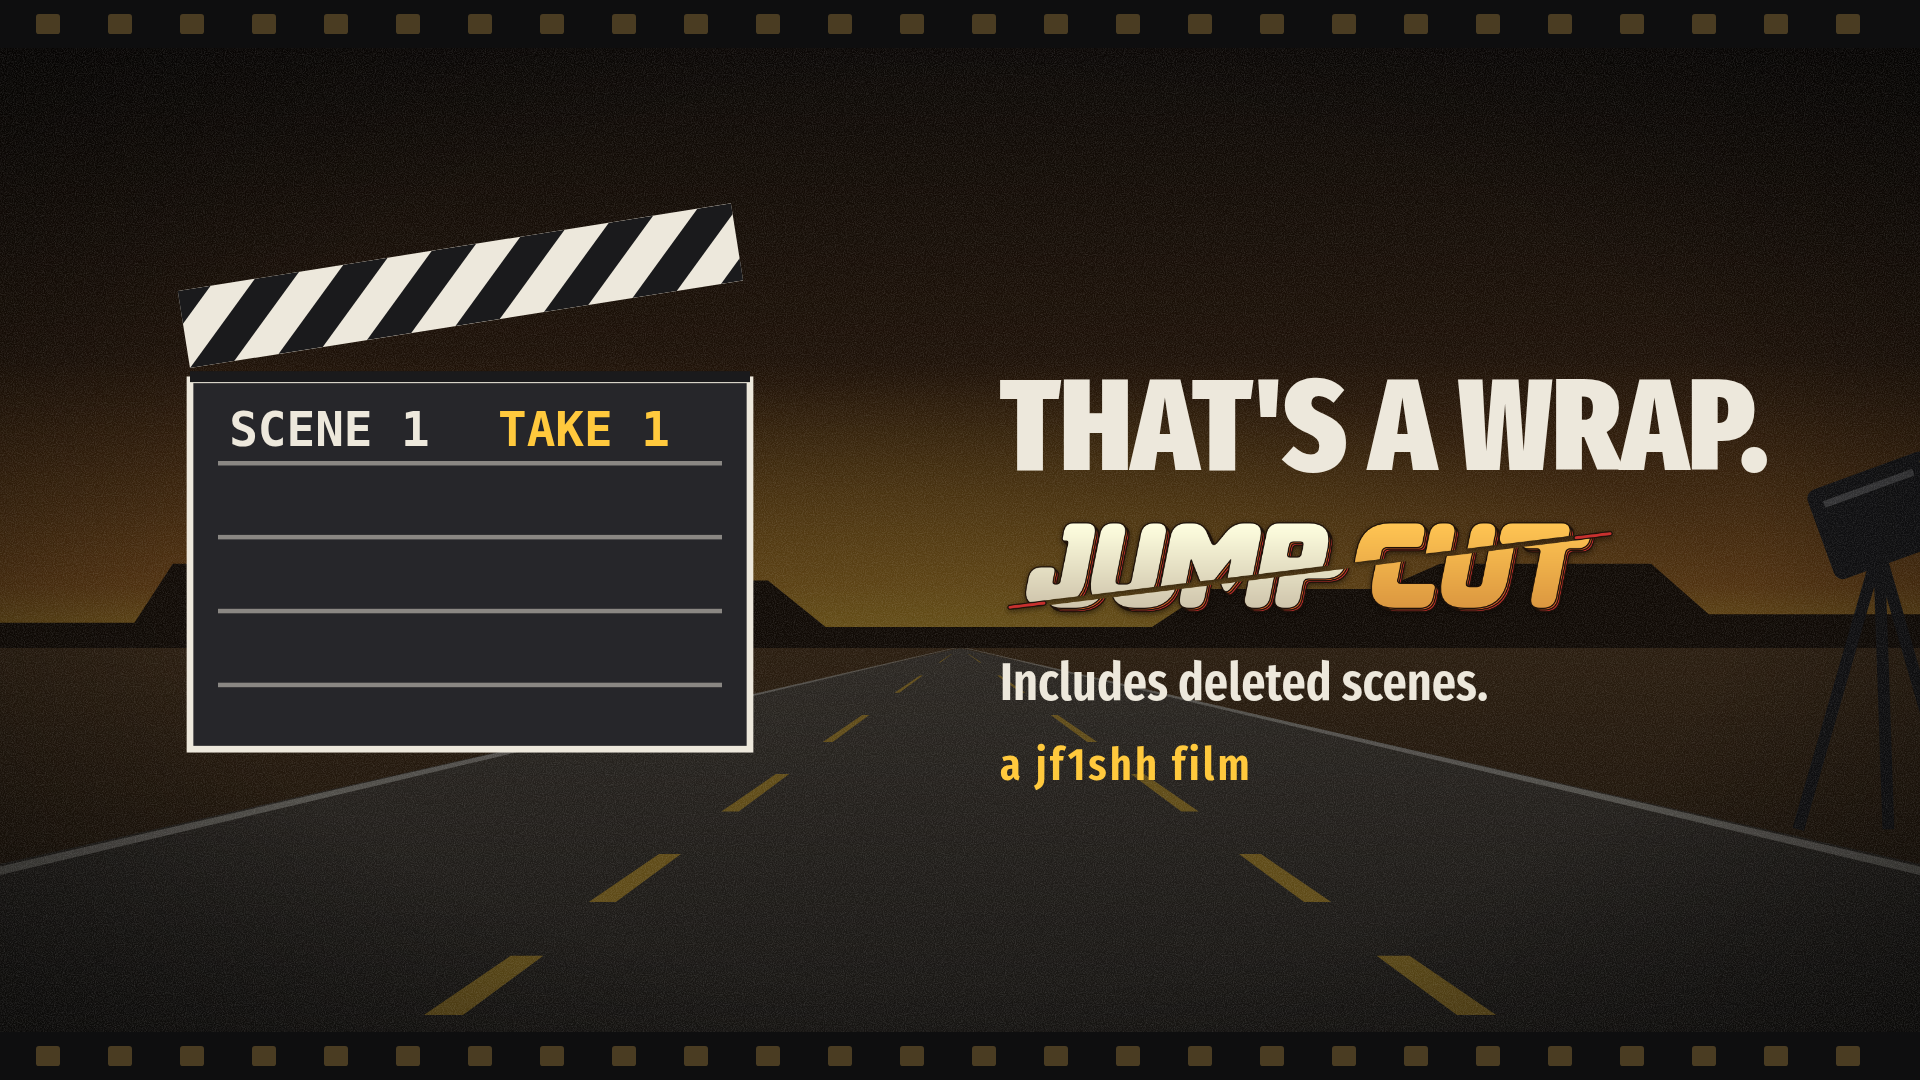 SCENE 1 TAKE 1
THAT'S A WRAP.
JUMP CUT
Includes deleted scenes.
a jf1shh film